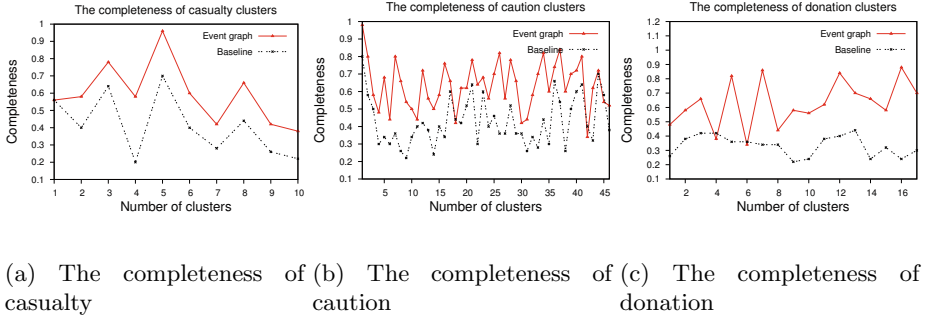 The completeness of casualty clusters
1
0.9
0.8
0.7
0.6
0.5
0.4
0.3
0.2
0.1
Completeness
Event graph
Baseline
1 2 3 4 5 6 7 8 9 10
Number of clusters
The completeness of caution clusters
1
0.9
0.8
0.7
0.6
0.5
0.4
0.3
0.2
0.1
Completeness
Event graph
Baseline
5 10 15 20 25 30 35 40 45
Number of clusters
The completeness of donation clusters
1.2
1.1
1
0.9
0.8
0.7
0.6
0.5
0.4
0.3
0.2
0.1
Completeness
Event graph
Baseline
2 4 6 8 10 12 14 16
Number of clusters
(a) The completeness of
casualty
(b) The completeness of
caution
(c) The completeness of
donation